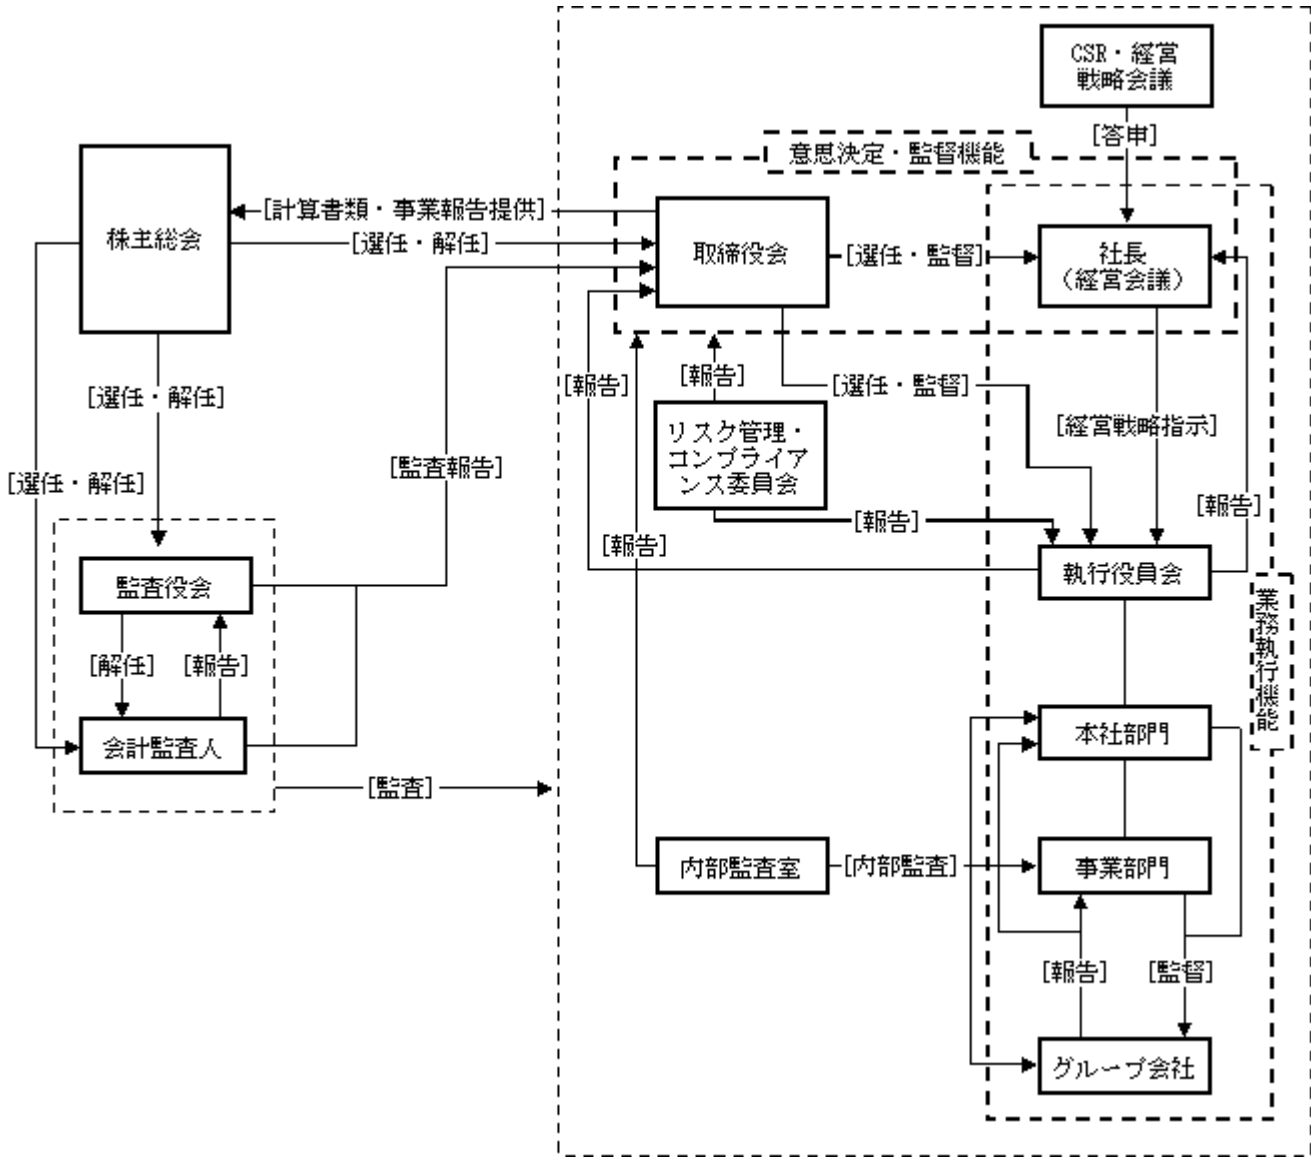 CSR・経営
戦略会議
[答申]
意思決定・監督機能
[計算書類・事業報告提供]
株主総会
[選任・解任]
取締役会
[選任・監督]
社長
(経営会議)
[選任・解任]
[報告]
[報告]
[選任・監督]
[経営戦略指示]
リスク管理・
コンプライア
ンス委員会
[監査報告]
[選任・解任]
[報告]
[報告]
[報告]
監査役会
執行役員会
業務執行機能
[解任]
[報告]
会計監査人
本社部門
[監査]
内部監査室
[内部監査]
事業部門
[報告]
[監督]
グループ会社